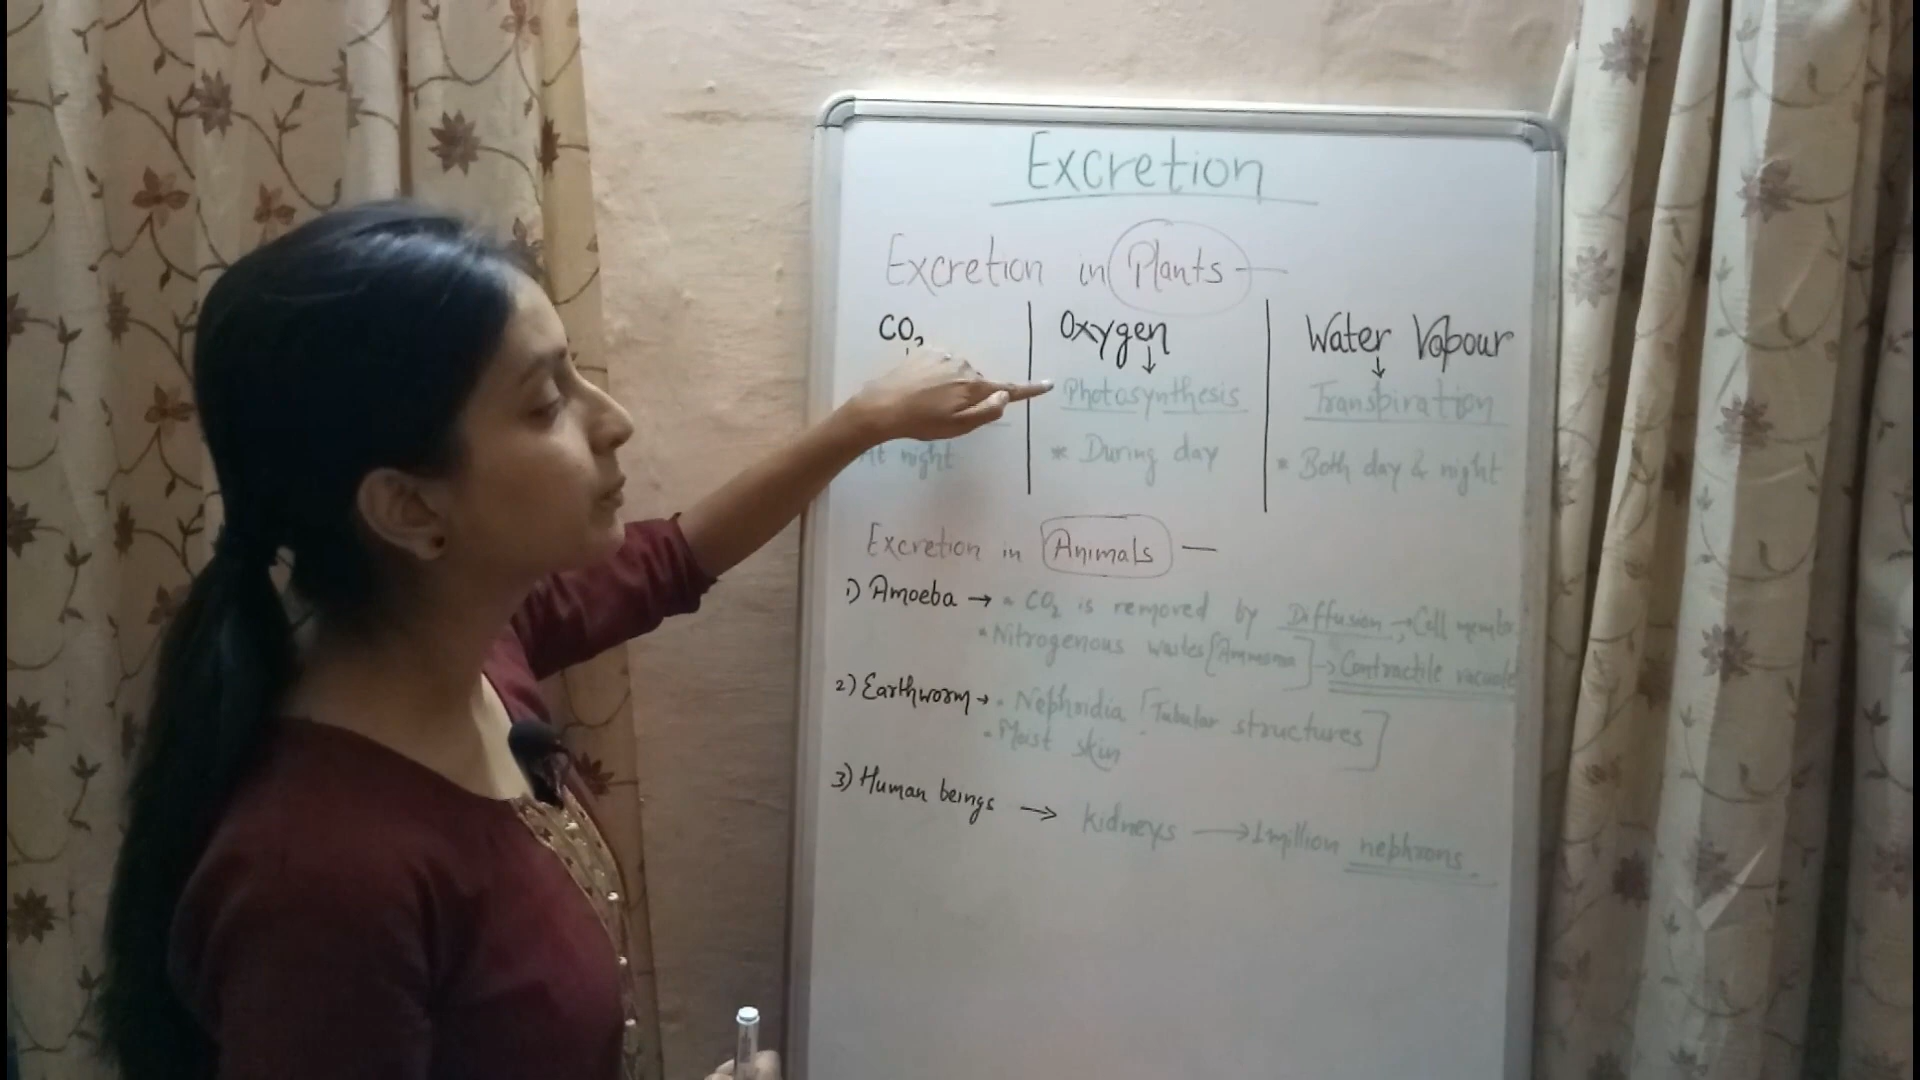 Excretion
Excretion in Plants -
CO2
Oxygen
Water Vapour
Photosynthesis
Transpiration
At night
* During day
* Both day & night
Excretion in Animals -
1) Amoeba → • CO2 is removed by Diffusion → Cell membr
• Nitrogenous wastes [Ammonia] → Contractile vacuole
2) Earthworm → • Nephridia [Tubular structures]
• Moist skin
3) Human beings → kidneys → 1 million nephrons